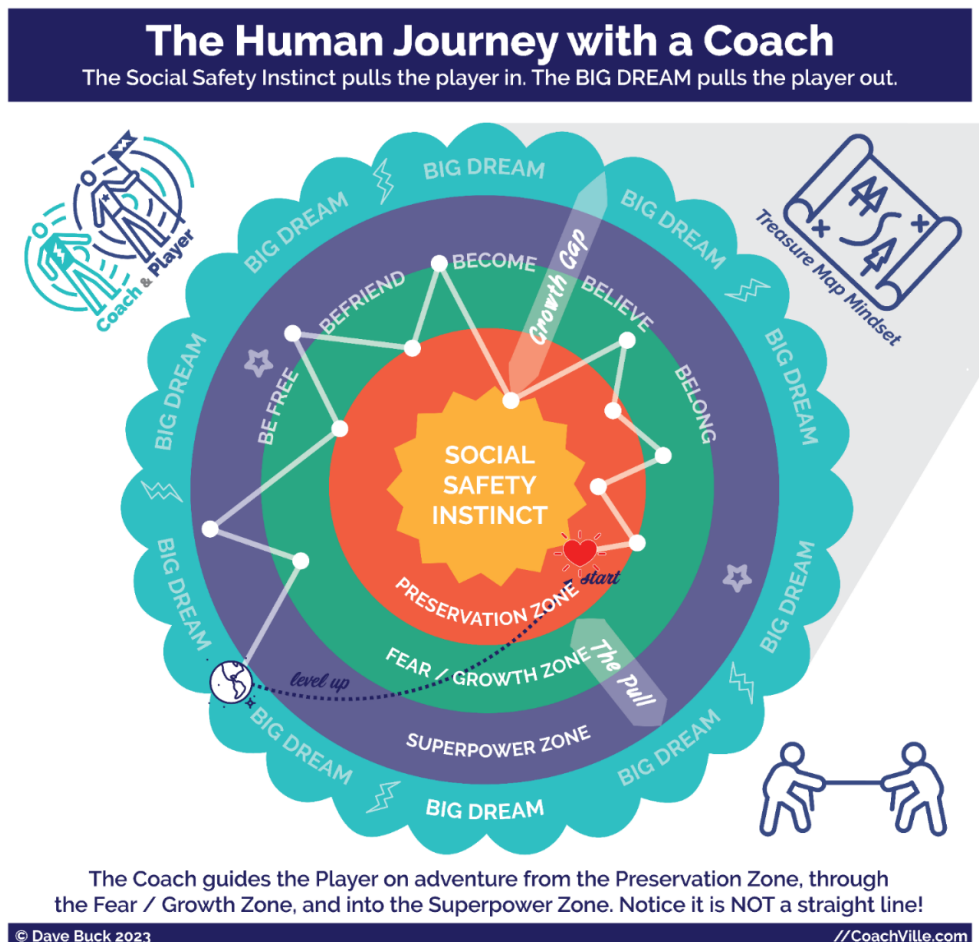 The Human Journey with a Coach
The Social Safety Instinct pulls the player in. The BIG DREAM pulls the player out.
Coach & Player
Treasure Map Mindset
BIG DREAM
BIG DREAM
BIG DREAM
BIG DREAM
BIG DREAM
BIG DREAM
BIG DREAM
BIG DREAM
BIG DREAM
BIG DREAM
BIG DREAM
Growth Gap
BE FREE
BEFRIEND
BECOME
BELIEVE
BELONG
SOCIAL
SAFETY
INSTINCT
start
PRESERVATION ZONE
FEAR / GROWTH ZONE
The Pull
level up
SUPERPOWER ZONE
The Coach guides the Player on adventure from the Preservation Zone, through
the Fear / Growth Zone, and into the Superpower Zone. Notice it is NOT a straight line!
© Dave Buck 2023
//CoachVille.com